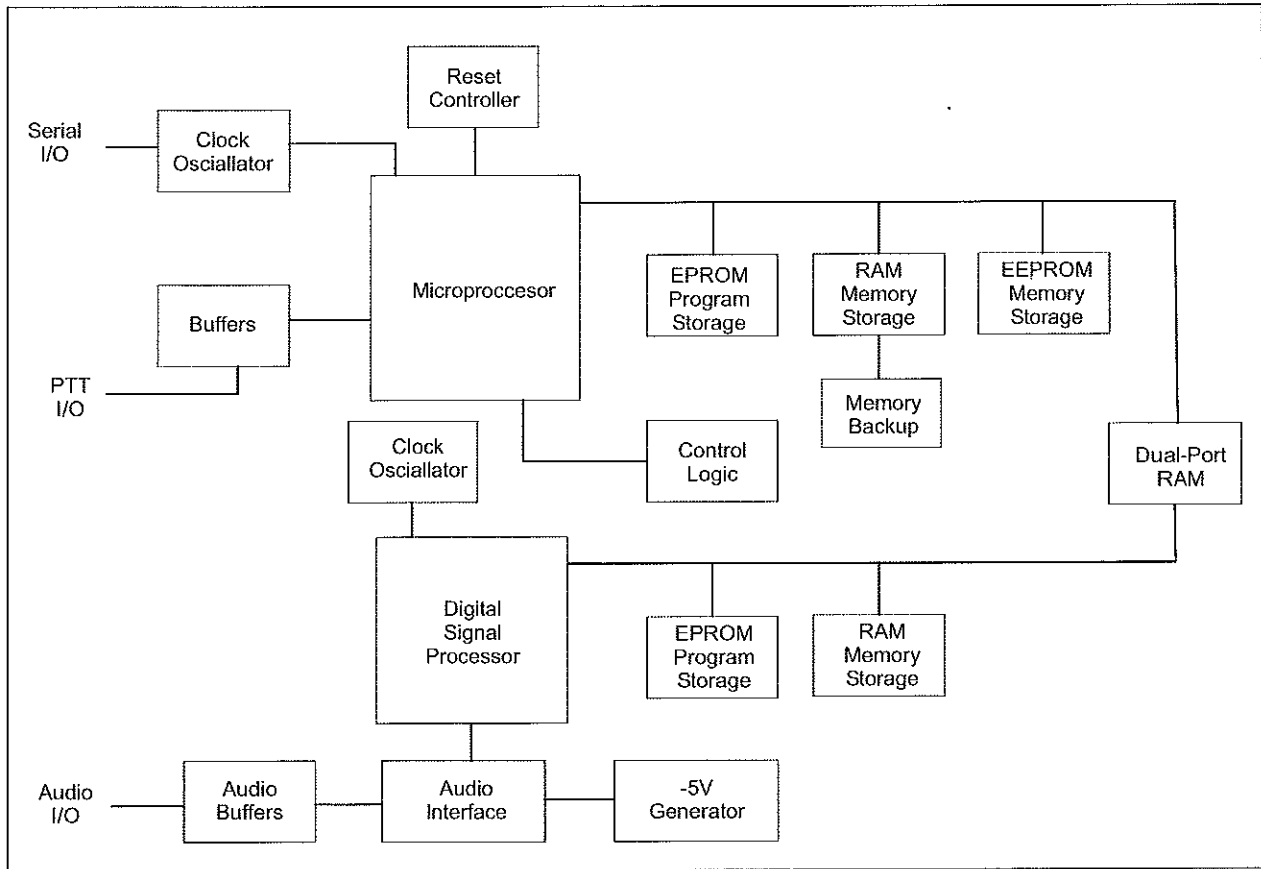 Reset
Controller
Serial
I/O
Clock
Osciallator
Microproccesor
EPROM
Program
Storage
RAM
Memory
Storage
EEPROM
Memory
Storage
Buffers
PTT
I/O
Memory
Backup
Clock
Osciallator
Control
Logic
Dual-Port
RAM
Digital
Signal
Processor
EPROM
Program
Storage
RAM
Memory
Storage
Audio
I/O
Audio
Buffers
Audio
Interface
-5V
Generator